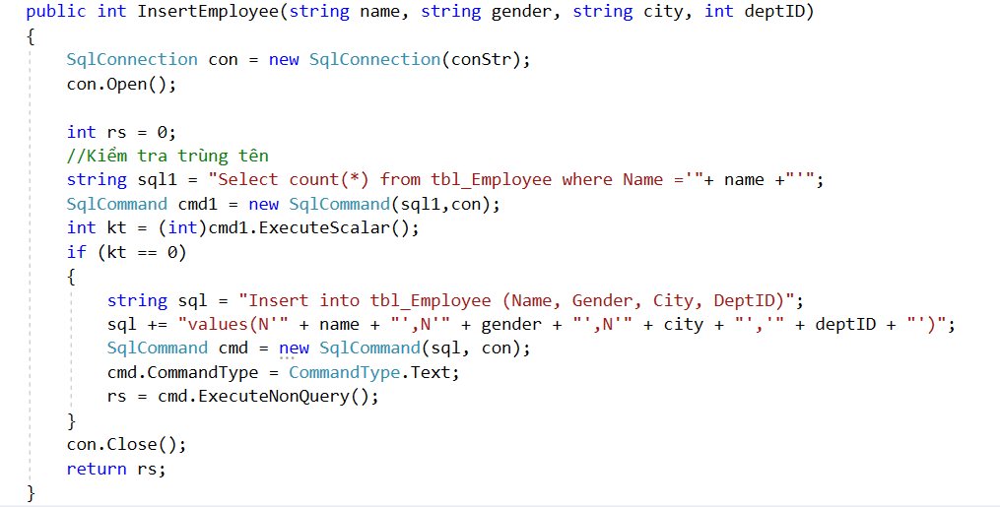 public int InsertEmployee(string name, string gender, string city, int deptID)
{
SqlConnection con = new SqlConnection(conStr);
con.Open();
int rs = 0;
//Kiểm tra trùng tên
string sql1 = "Select count(*) from tbl_Employee where Name ='"+ name +"'";
SqlCommand cmd1 = new SqlCommand(sql1,con);
int kt = (int)cmd1.ExecuteScalar();
if (kt == 0)
{
string sql = "Insert into tbl_Employee (Name, Gender, City, DeptID)";
sql += "values(N'" + name + "',N'" + gender + "',N'" + city + "','" + deptID + "')";
SqlCommand cmd = new SqlCommand(sql, con);
cmd.CommandType = CommandType.Text;
rs = cmd.ExecuteNonQuery();
}
con.Close();
return rs;
}